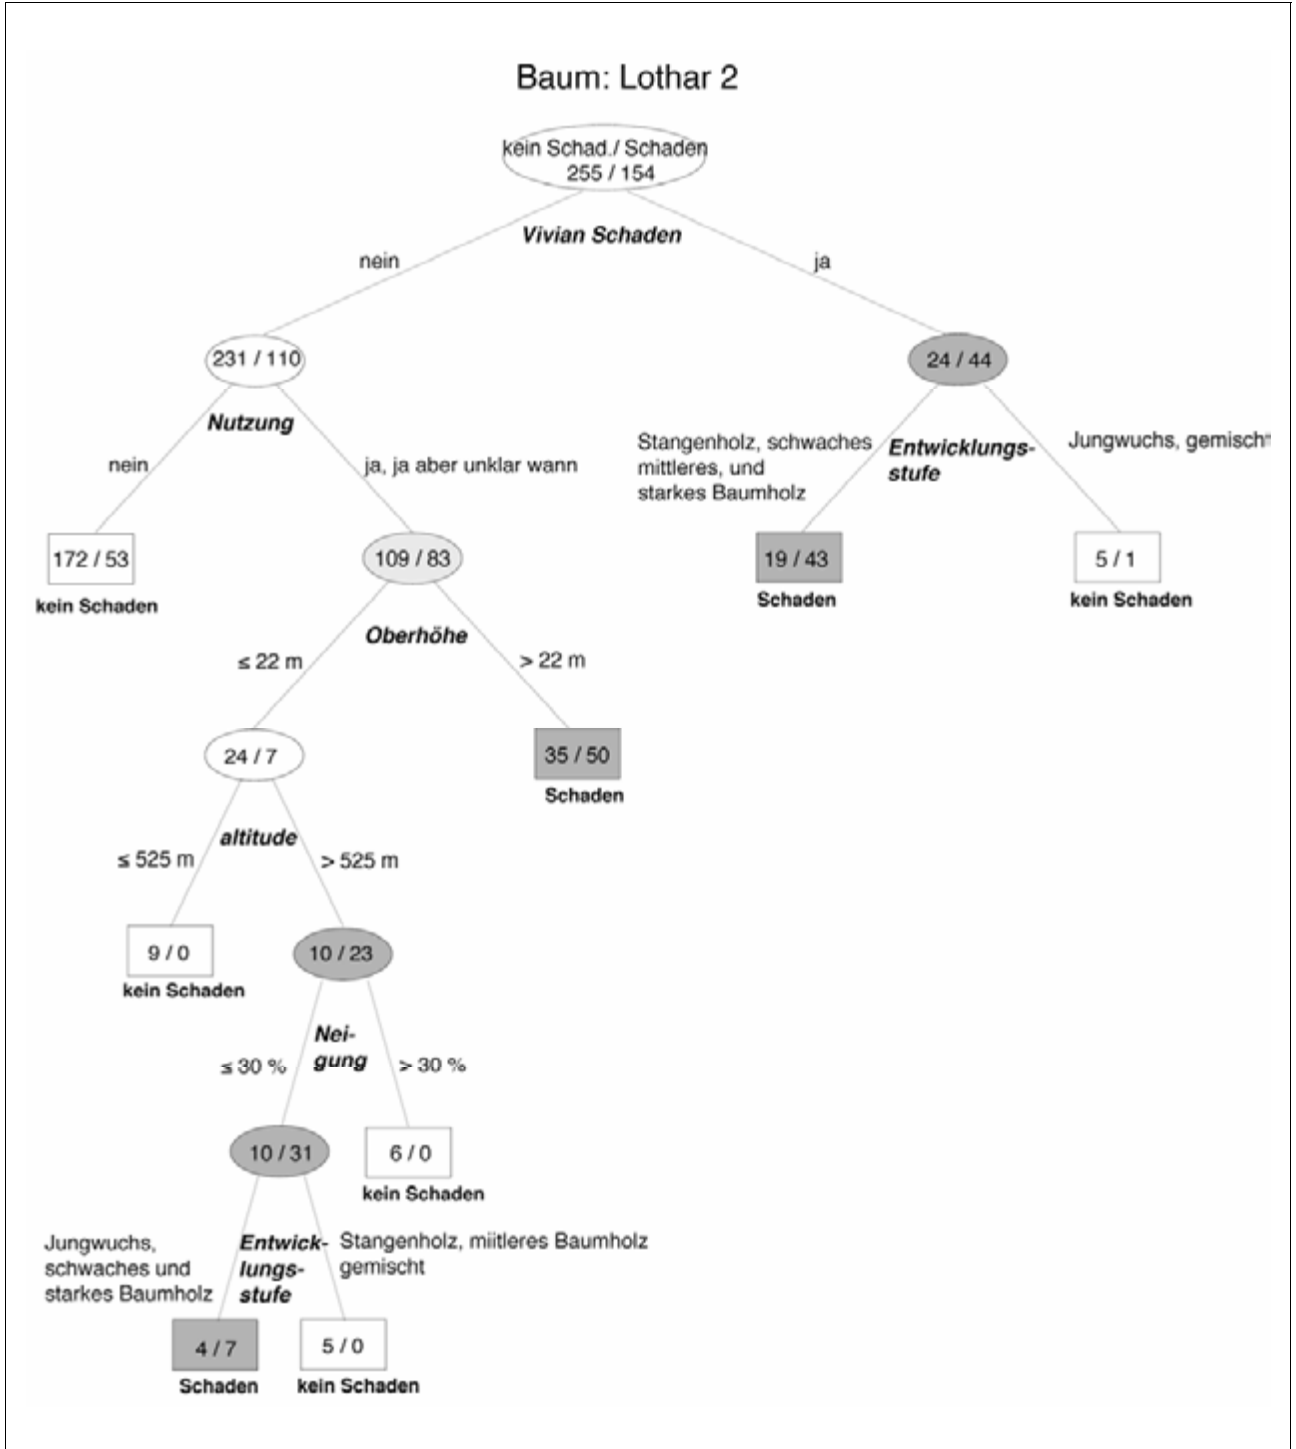 Baum: Lothar 2
kein Schad./ Schaden
255 / 154
Vivian Schaden
nein
ja
231 / 110
24 / 44
Nutzung
nein
ja, ja aber unklar wann
Stangenholz, schwaches
mittleres, und
starkes Baumholz
Entwicklungs-
stufe
Jungwuchs, gemischt
172 / 53
kein Schaden
109 / 83
19 / 43
Schaden
5 / 1
kein Schaden
Oberhöhe
≤ 22 m
> 22 m
24 / 7
35 / 50
Schaden
altitude
≤ 525 m
> 525 m
9 / 0
kein Schaden
10 / 23
Nei-
gung
≤ 30 %
> 30 %
10 / 31
6 / 0
kein Schaden
Jungwuchs,
schwaches und
starkes Baumholz
Entwick-
lungs-
stufe
Stangenholz, miitleres Baumholz
gemischt
4 / 7
Schaden
5 / 0
kein Schaden